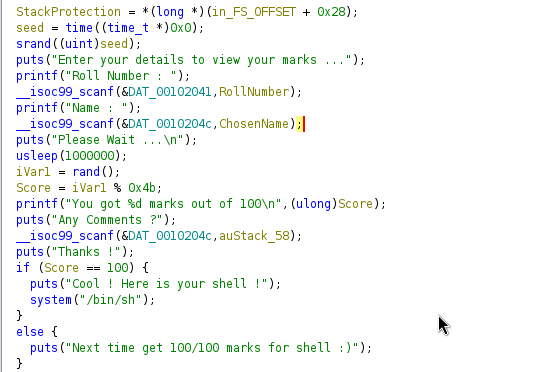 StackProtection = *(long *)(in_FS_OFFSET + 0x28);
seed = time((time_t *)0x0);
srand((uint)seed);
puts("Enter your details to view your marks ...");
printf("Roll Number : ");
__isoc99_scanf(&DAT_00102041,RollNumber);
printf("Name : ");
__isoc99_scanf(&DAT_0010204c,ChosenName);
puts("Please Wait ...\n");
usleep(1000000);
iVar1 = rand();
Score = iVar1 % 0x4b;
printf("You got %d marks out of 100\n",(ulong)Score);
puts("Any Comments ?");
__isoc99_scanf(&DAT_0010204c,auStack_58);
puts("Thanks !");
if (Score == 100) {
puts("Cool ! Here is your shell !");
system("/bin/sh");
}
else {
puts("Next time get 100/100 marks for shell :)");
}